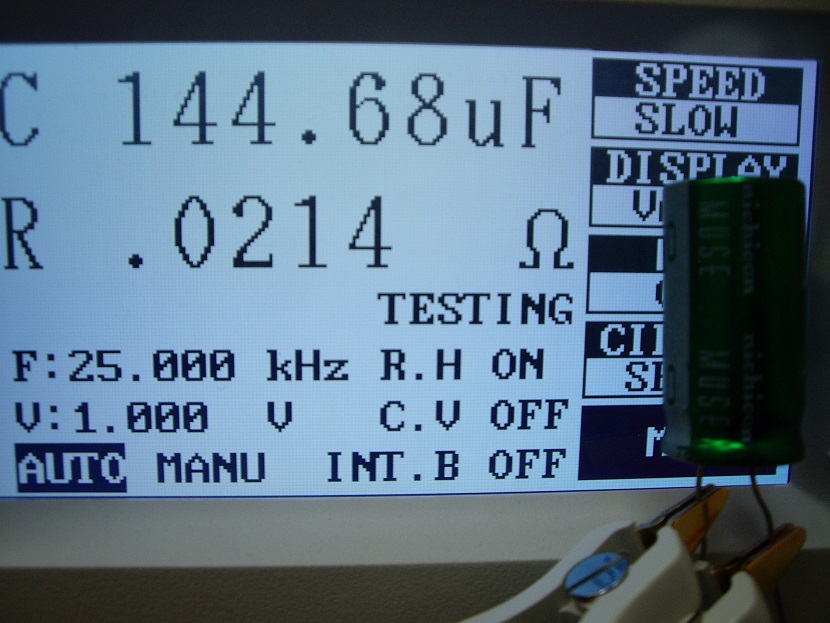 C 144.68uF
R .0214 Ω
TESTING
F:25.000 kHz R.H ON
V:1.000 V C.V OFF
AUTO MANU INT.B OFF
SPEED
SLOW
DISPLAY
nichicon nichicon
MUSE MUSE